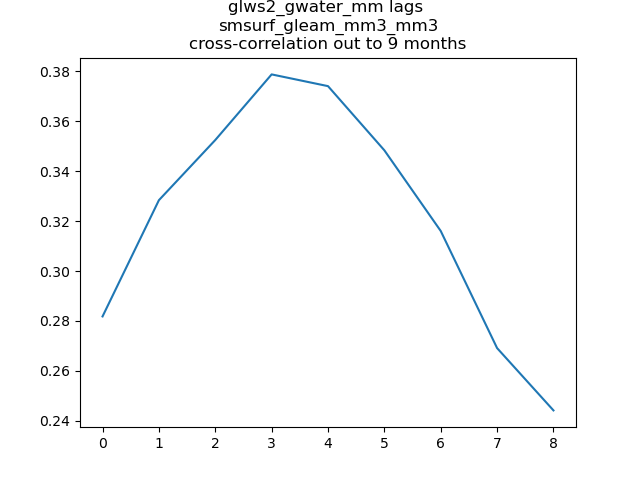 glws2_gwater_mm lags
smsurf_gleam_mm3_mm3
cross-correlation out to 9 months
0.38
0.36
0.34
0.32
0.30
0.28
0.26
0.24
0 1 2 3 4 5 6 7 8